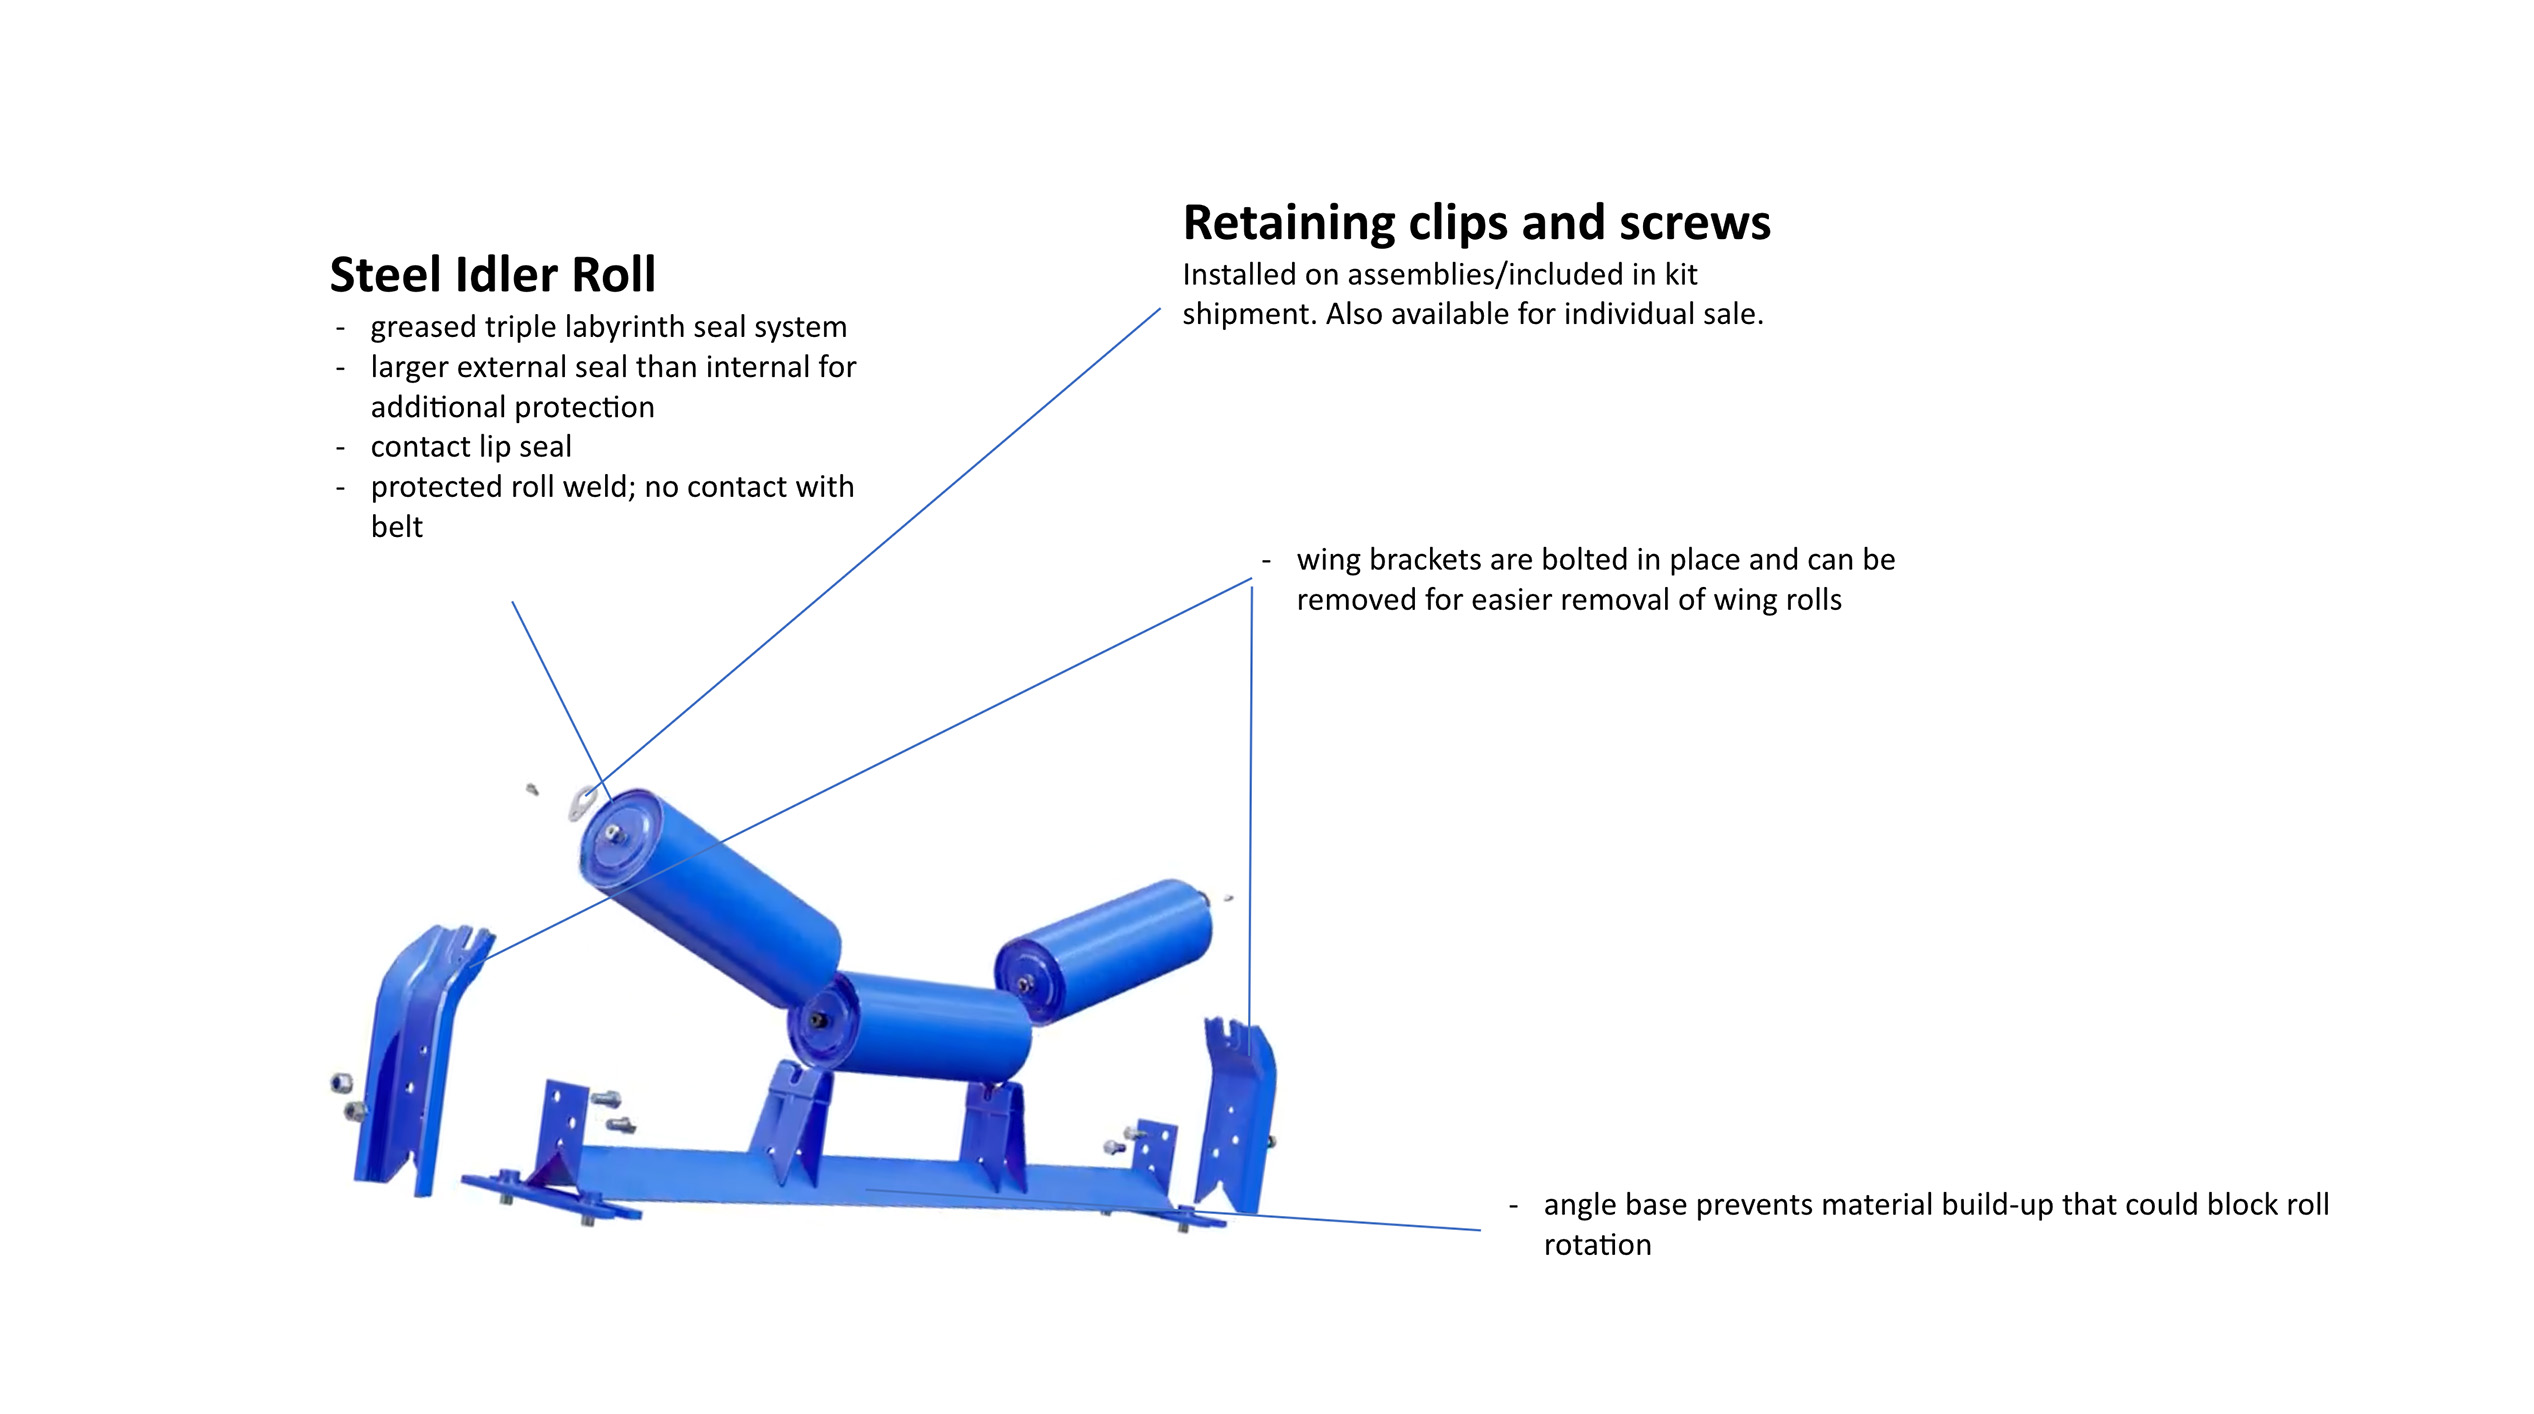 Steel Idler Roll
- greased triple labyrinth seal system
- larger external seal than internal for
additional protection
- contact lip seal
- protected roll weld; no contact with
belt
Retaining clips and screws
Installed on assemblies/included in kit
shipment. Also available for individual sale.
- wing brackets are bolted in place and can be
removed for easier removal of wing rolls
- angle base prevents material build-up that could block roll
rotation